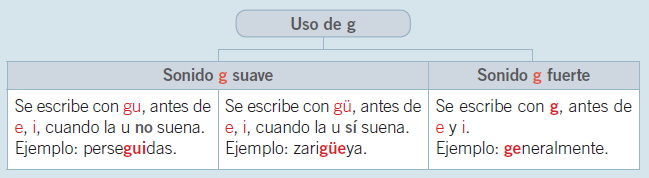 Uso de g
Sonido g suave
Sonido g fuerte
Se escribe con gu, antes de
e, i, cuando la u no suena.
Ejemplo: perseguidas.
Se escribe con gü, antes de
e, i, cuando la u sí suena.
Ejemplo: zarigüeya.
Se escribe con g, antes de
e y i.
Ejemplo: generalmente.